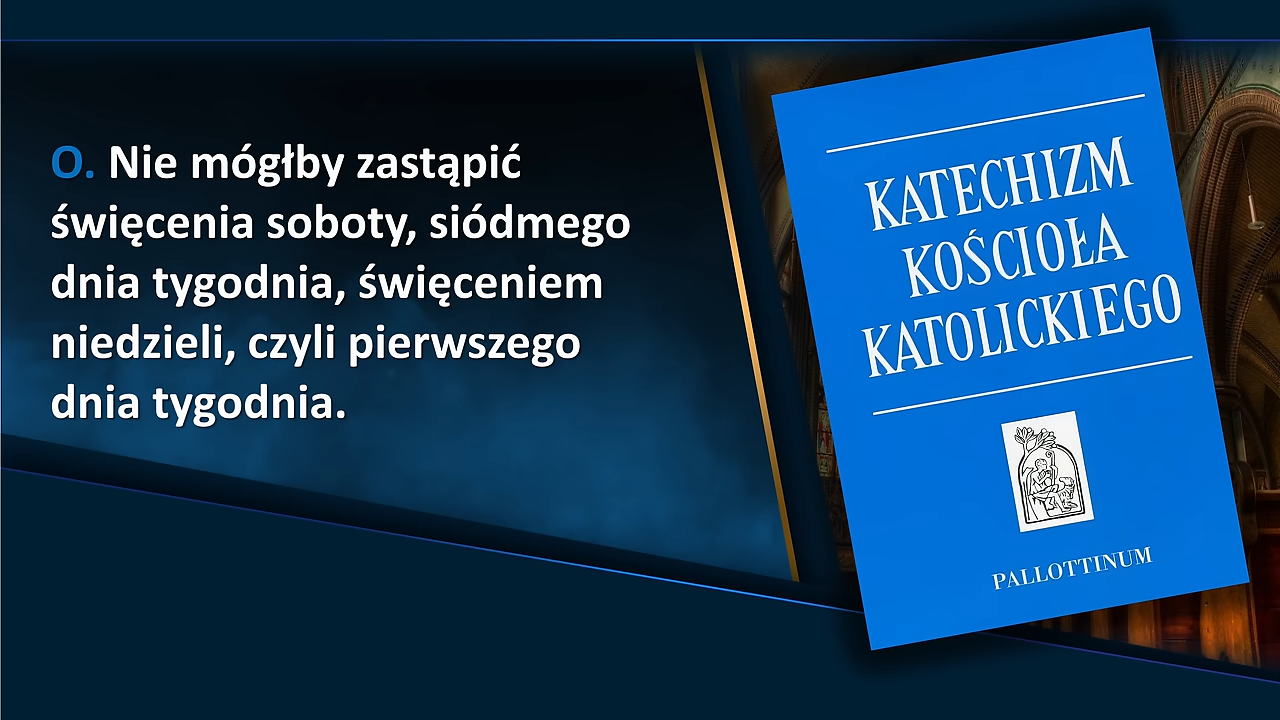 O. Nie mógłby zastąpić
święcenia soboty, siódmego
dnia tygodnia, święceniem
niedzieli, czyli pierwszego
dnia tygodnia.
KATECHIZM
KOŚCIOŁA
KATOLICKIEGO
PALLOTTINUM